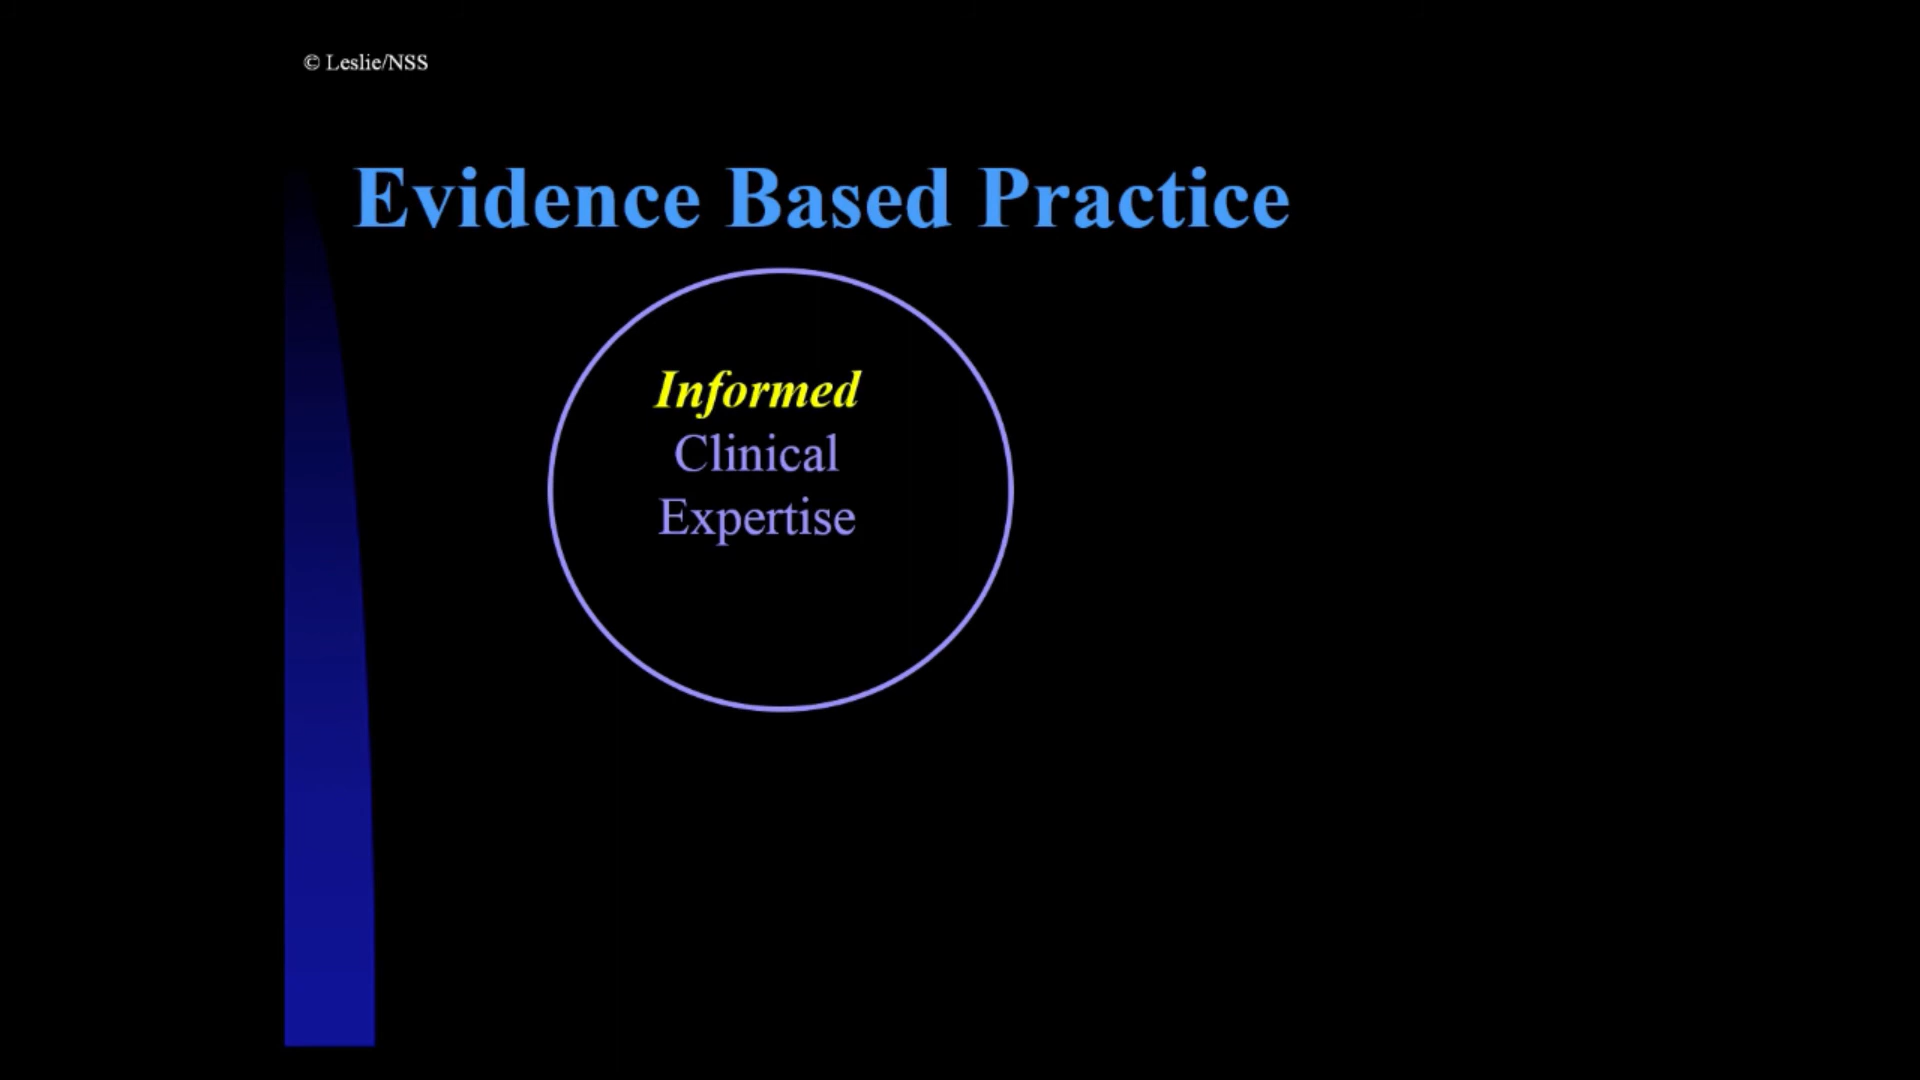 © Leslie/NSS
Evidence Based Practice
Informed
Clinical
Expertise